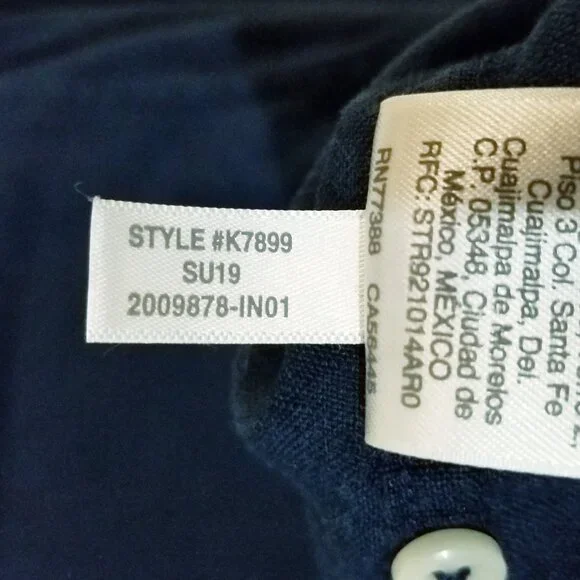 STYLE #K7899
SU19
2009878-IN01
Piso 3 Col. Santa Fe
Cuajimalpa, Del.
Cuajimalpa de Morelos
C.P. 05348, Ciudad de
México, MÉXICO
RFC: STR921014AR0
RN77388 CA56445